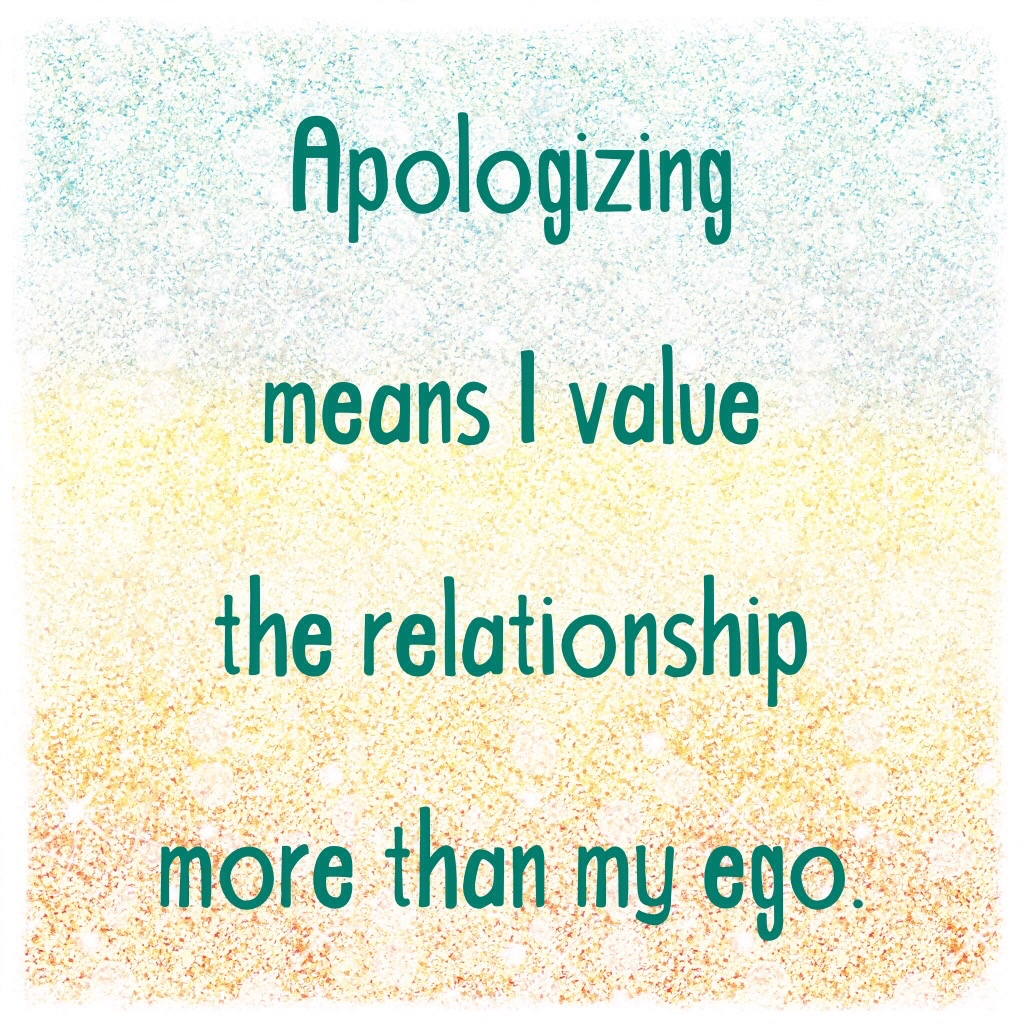 Apologizing
means I value
the relationship
more than my ego.